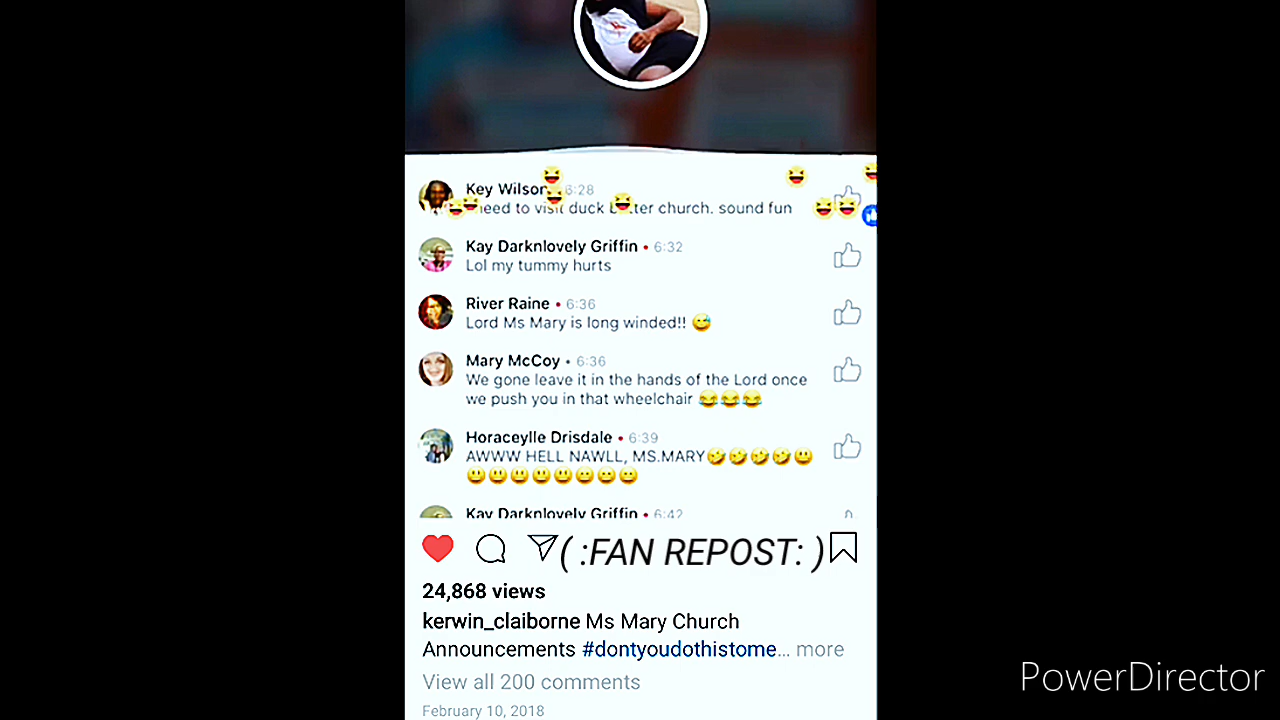 Key Wilson 6:28
need to visit duck butter church. sound fun
Kay Darknlovely Griffin • 6:32
Lol my tummy hurts
River Raine • 6:36
Lord Ms Mary is long winded!! 😅
Mary McCoy • 6:36
We gone leave it in the hands of the Lord once
we push you in that wheelchair 😂😂😂
Horaceylle Drisdale • 6:39
AWWW HELL NAWLL, MS.MARY🤣🤣🤣🤣😃
😃😃😃😃😃😃😃😃
Kay Darknlovely Griffin • 6:42
( :FAN REPOST: )
24,868 views
kerwin_claiborne Ms Mary Church
Announcements #dontyoudothistome... more
View all 200 comments
February 10, 2018
PowerDirector